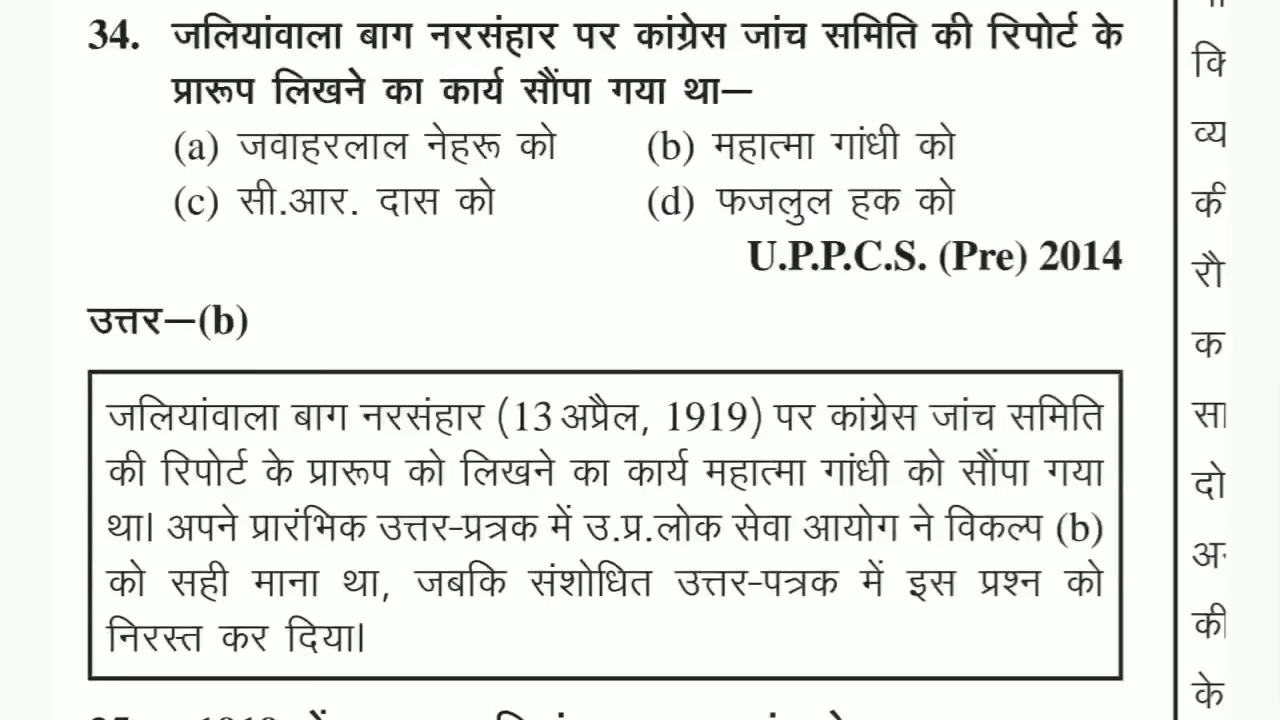 34. जलियांवाला बाग नरसंहार पर कांग्रेस जांच समिति की रिपोर्ट के
प्रारूप लिखने का कार्य सौंपा गया था—
(a) जवाहरलाल नेहरू को (b) महात्मा गांधी को
(c) सी.आर. दास को (d) फजलुल हक को
U.P.P.C.S. (Pre) 2014
उत्तर—(b)
जलियांवाला बाग नरसंहार (13 अप्रैल, 1919) पर कांग्रेस जांच समिति
की रिपोर्ट के प्रारूप को लिखने का कार्य महात्मा गांधी को सौंपा गया
था। अपने प्रारंभिक उत्तर-प्रत्रक में उ.प्र.लोक सेवा आयोग ने विकल्प (b)
को सही माना था, जबकि संशोधित उत्तर-पत्रक में इस प्रश्न को
निरस्त कर दिया।